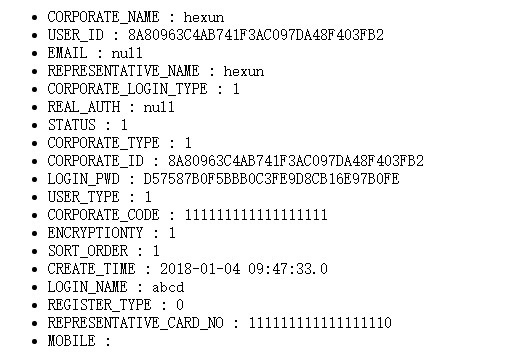 CORPORATE_NAME : hexun
USER_ID : 8A80963C4AB741F3AC097DA48F403FB2
EMAIL : null
REPRESENTATIVE_NAME : hexun
CORPORATE_LOGIN_TYPE : 1
REAL_AUTH : null
STATUS : 1
CORPORATE_TYPE : 1
CORPORATE_ID : 8A80963C4AB741F3AC097DA48F403FB2
LOGIN_PWD : D57587B0F5BBB0C3FE9D8CB16E97B0FE
USER_TYPE : 1
CORPORATE_CODE : 111111111111111111
ENCRYPTIONTY : 1
SORT_ORDER : 1
CREATE_TIME : 2018-01-04 09:47:33.0
LOGIN_NAME : abcd
REGISTER_TYPE : 0
REPRESENTATIVE_CARD_NO : 111111111111111110
MOBILE :